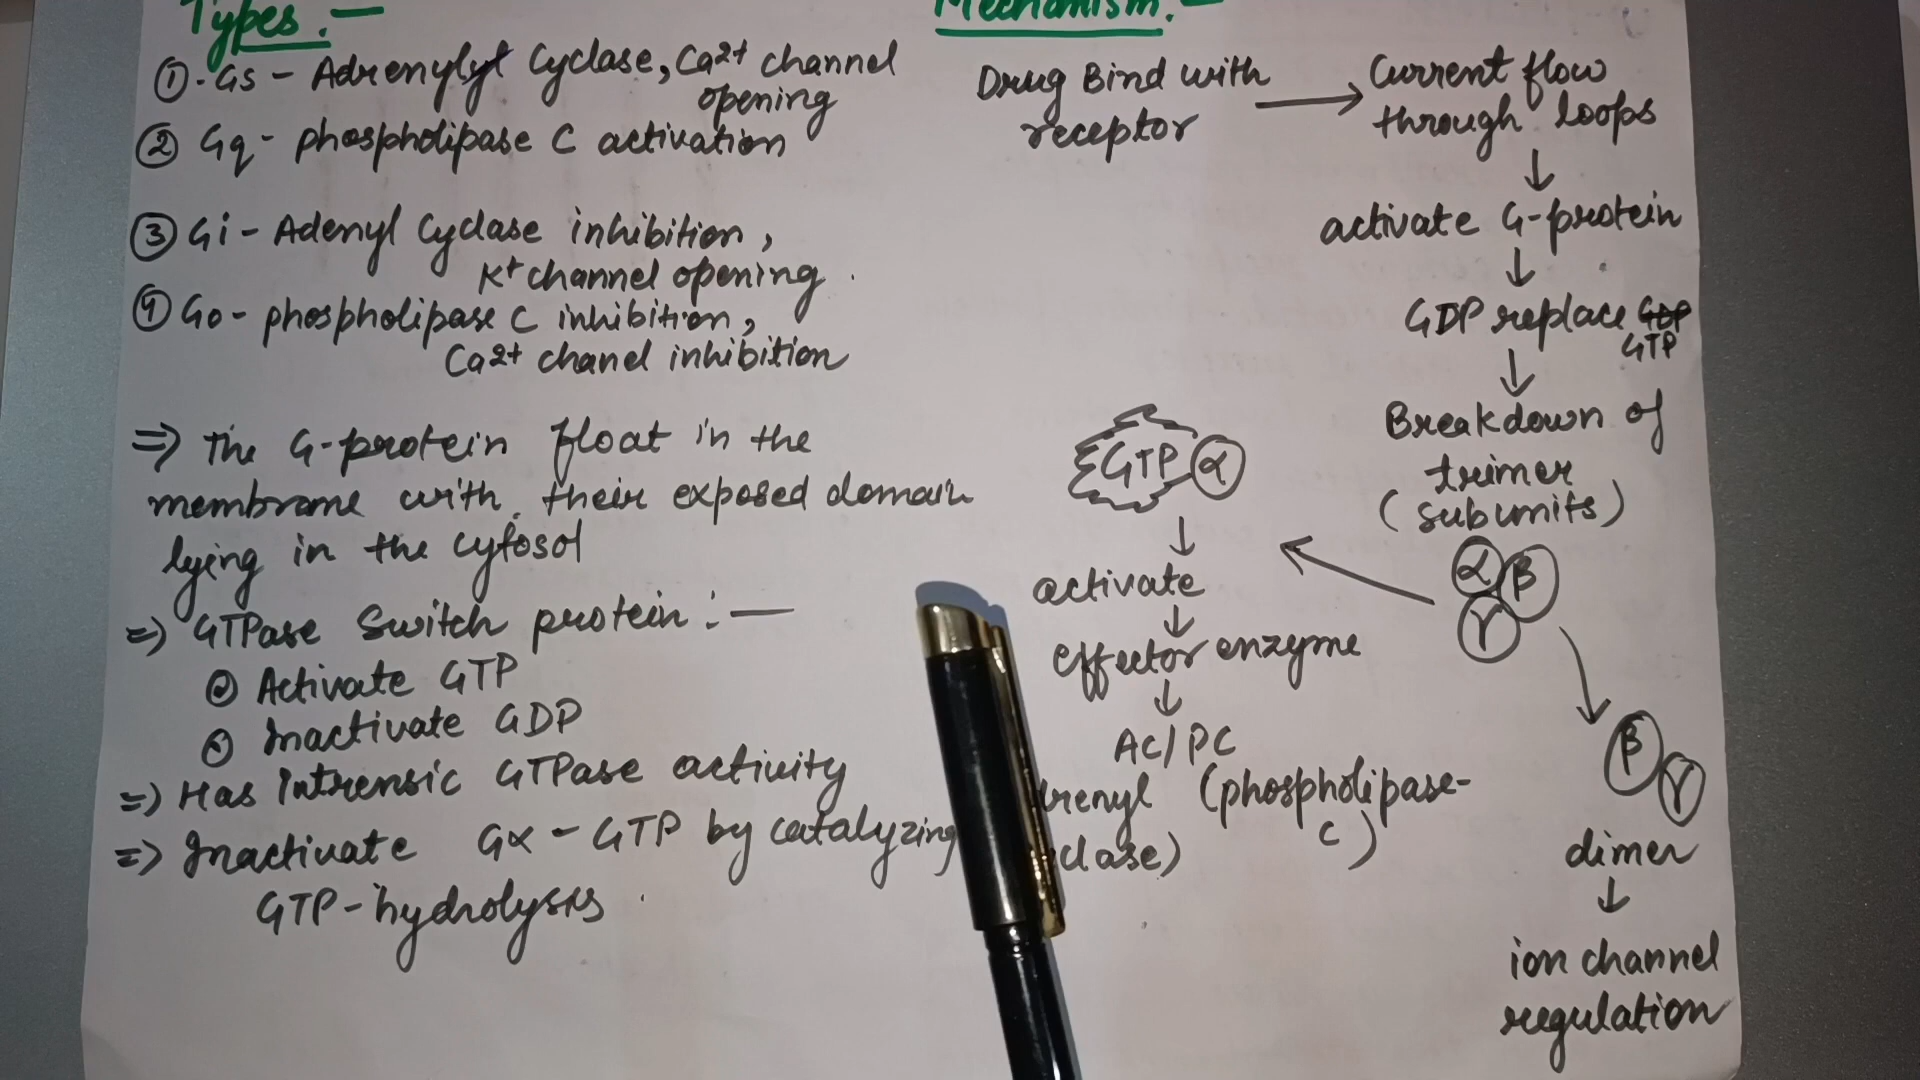 Types:-
①. Gs - Adrenylyl Cyclase, Ca2+ channel
opening
② Gq - phospholipase C activation
③ Gi - Adenyl Cyclase inhibition,
K+ channel opening.
④ Go - phospholipase C inhibition,
Ca2+ chanel inhibition
⇒ The G-protein float in the
membrane with their exposed domain
lying in the cytosol
⇒ GTPase Switch protein:-
Activate GTP
Inactivate GDP
⇒ Has Intrensic GTPase activity
⇒ Inactivate Gα - GTP by catalyzing
GTP-hydrolysis.
Mechanism:-
Drug Bind with
receptor
→ Current flow
through loops
↓
activate G-protein
↓
GDP replace GDP
GTP
↓
Breakdown of
trimer
(subunits)
α β
γ
GTP α
↓
activate
↓
effector enzyme
↓
AC/PC
renyl (phospholipase-
clase) C)
β γ
dimer
↓
ion channel
regulation